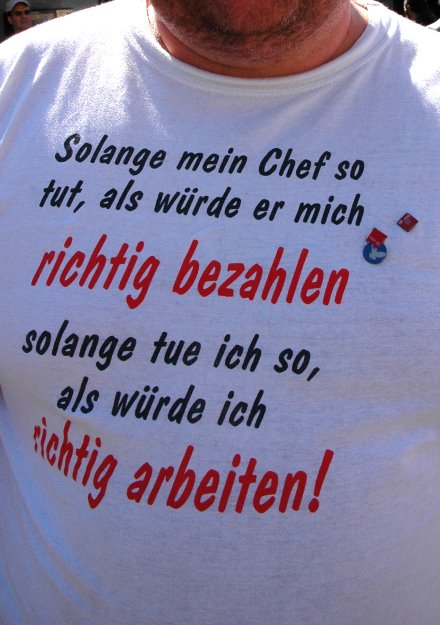 Solange mein Chef so
tut, als würde er mich
richtig bezahlen
solange tue ich so,
als würde ich
richtig arbeiten!